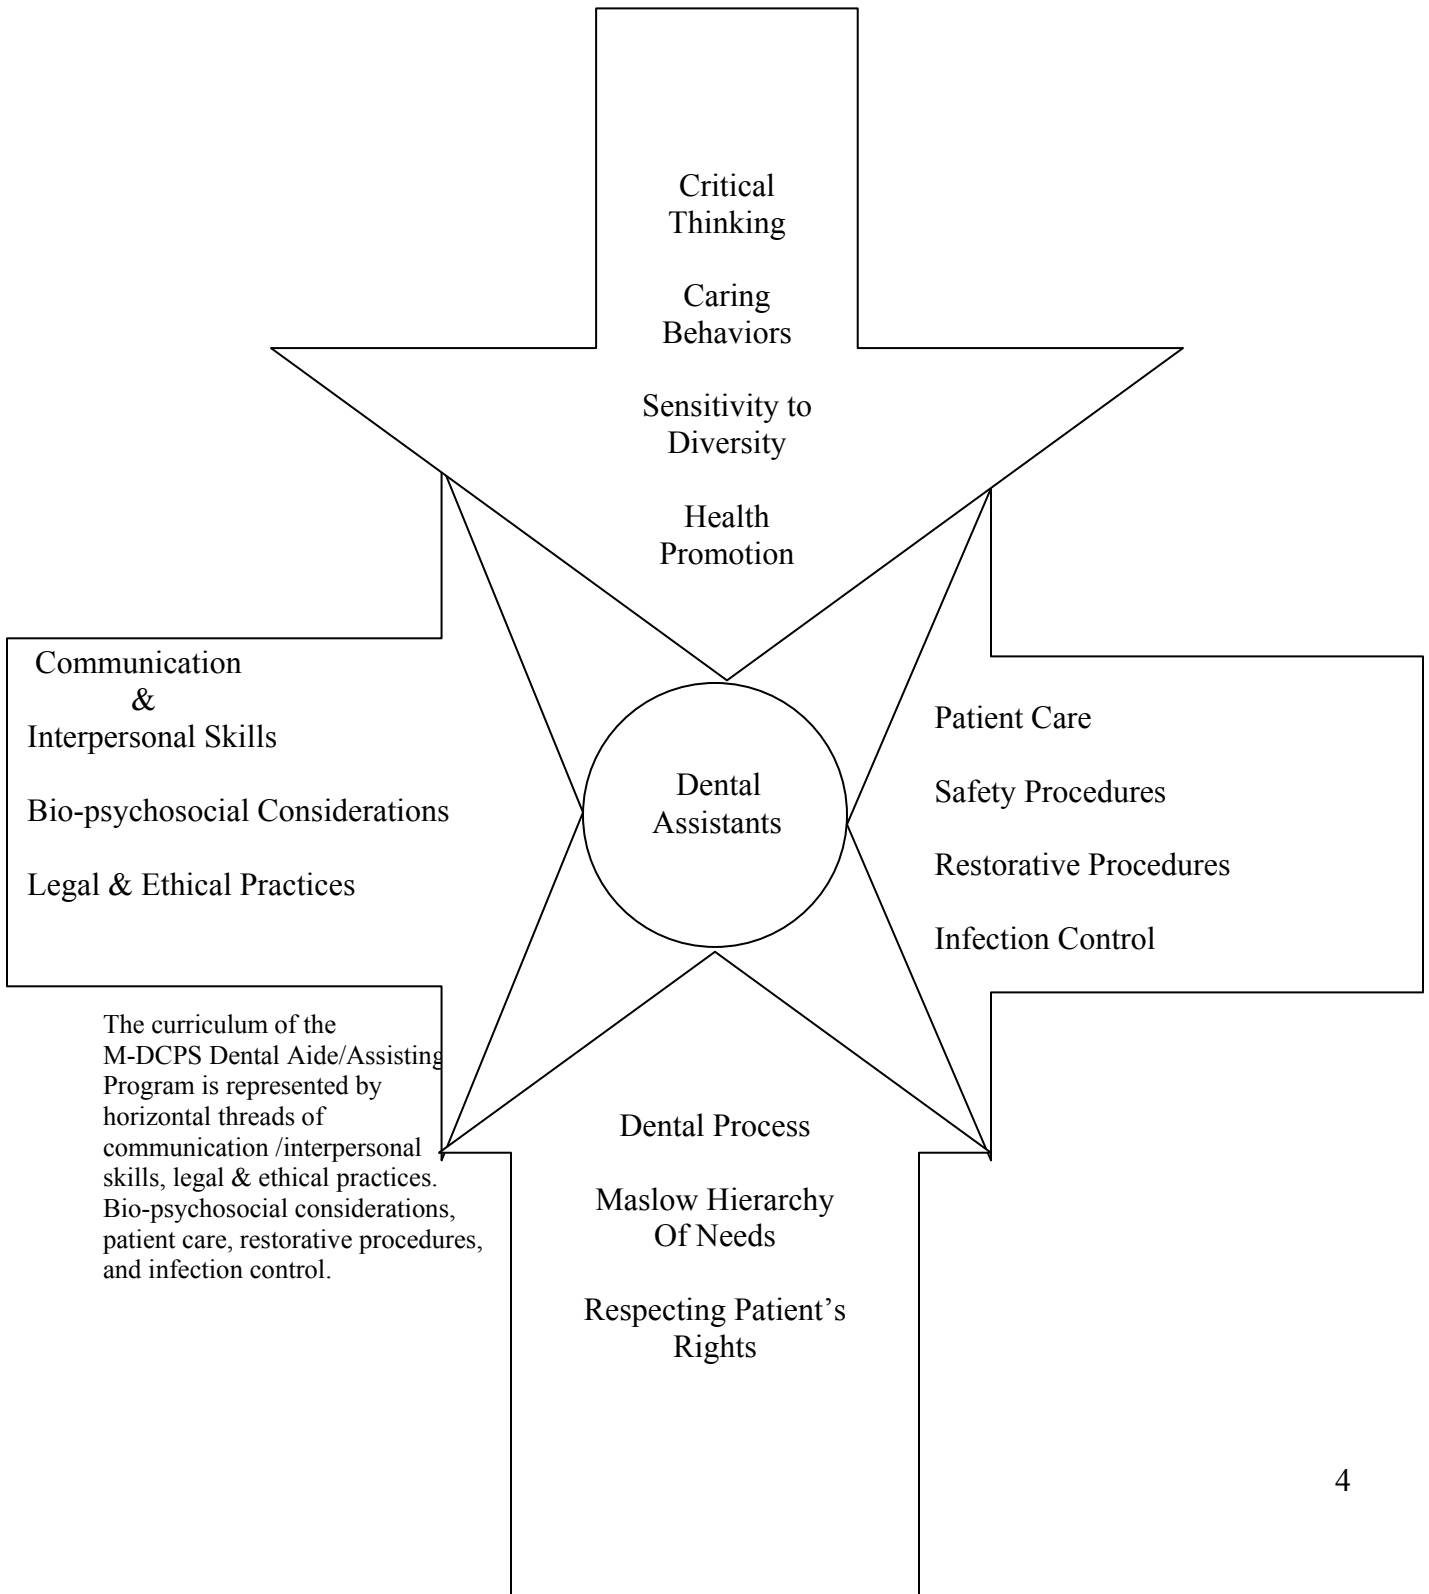 Critical
Thinking
Caring
Behaviors
Sensitivity to
Diversity
Health
Promotion
Communication
&
Interpersonal Skills
Bio-psychosocial Considerations
Legal & Ethical Practices
Dental
Assistants
Patient Care
Safety Procedures
Restorative Procedures
Infection Control
The curriculum of the
M-DCPS Dental Aide/Assisting
Program is represented by
horizontal threads of
communication /interpersonal
skills, legal & ethical practices.
Bio-psychosocial considerations,
patient care, restorative procedures,
and infection control.
Dental Process
Maslow Hierarchy
Of Needs
Respecting Patient’s
Rights
4